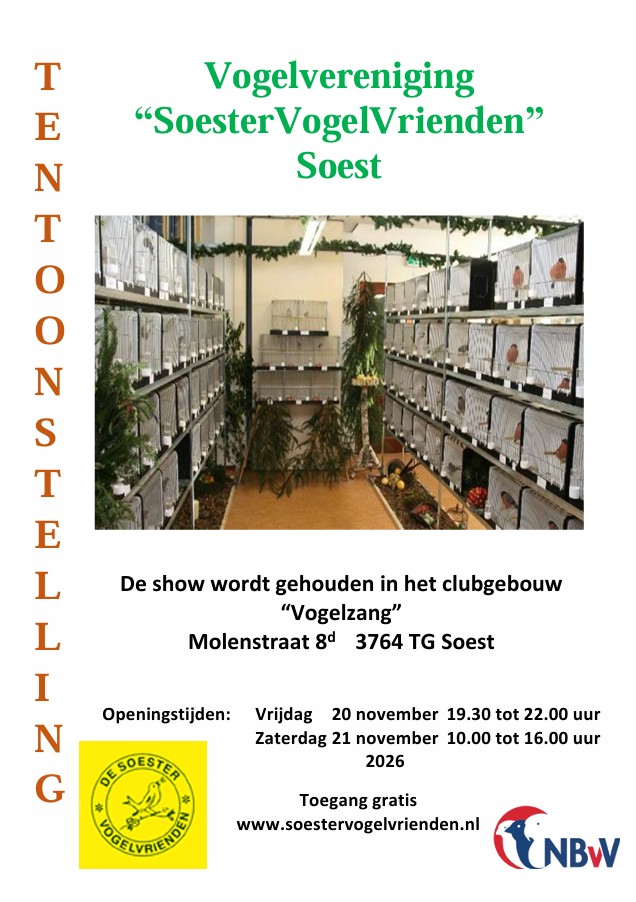 TENTOONSTELLING
Vogelvereniging
“SoesterVogelVrienden”
Soest
De show wordt gehouden in het clubgebouw
“Vogelzang”
Molenstraat 8d 3764 TG Soest
Openingstijden: Vrijdag 20 november 19.30 tot 22.00 uur
Zaterdag 21 november 10.00 tot 16.00 uur
2026
DE SOESTER
VOGELVRIENDEN
Toegang gratis
www.soestervogelvrienden.nl
NBvV